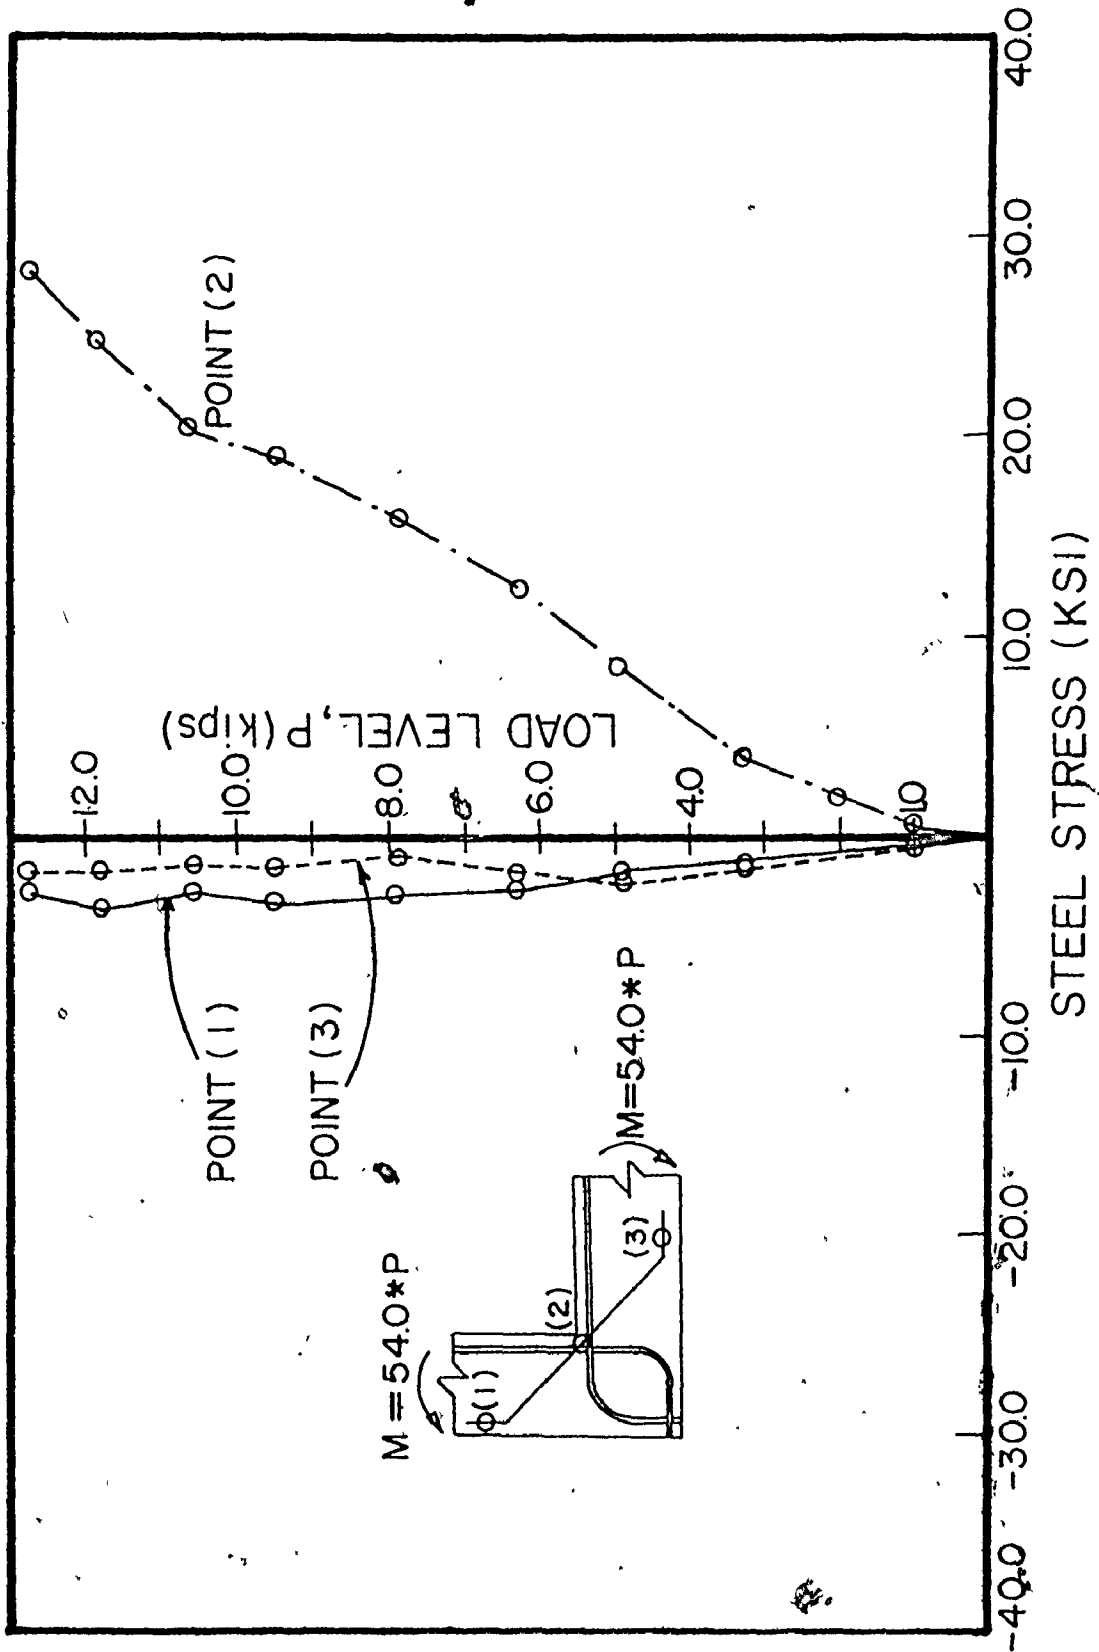 LOAD LEVEL, P (kips)
12.0
10.0
8.0
6.0
4.0
1.0
POINT (2)
POINT (1)
POINT (3)
M=54.0*P
(1)
(2)
(3)
M=54.0*P
-40.0 -30.0 -20.0 -10.0 10.0 20.0 30.0 40.0
STEEL STRESS (KSI)